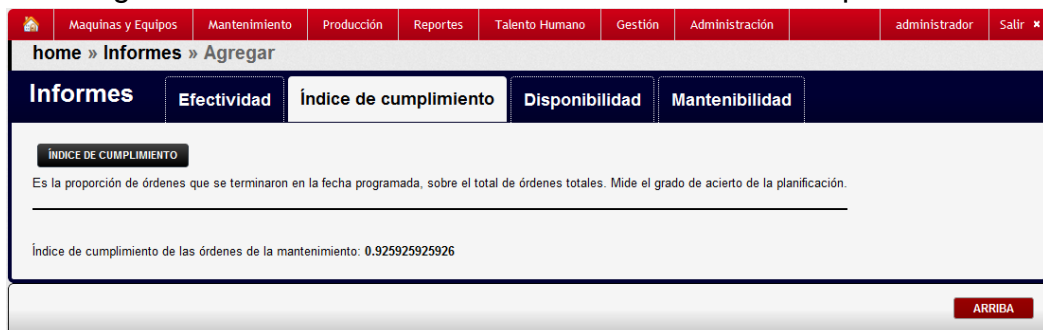 Maquinas y Equipos Mantenimiento Producción Reportes Talento Humano Gestión Administración administrador Salir ×
home » Informes » Agregar
Informes Efectividad Índice de cumplimiento Disponibilidad Mantenibilidad
ÍNDICE DE CUMPLIMIENTO
Es la proporción de órdenes que se terminaron en la fecha programada, sobre el total de órdenes totales. Mide el grado de acierto de la planificación.
Índice de cumplimiento de las órdenes de la mantenimiento: 0.925925925926
ARRIBA